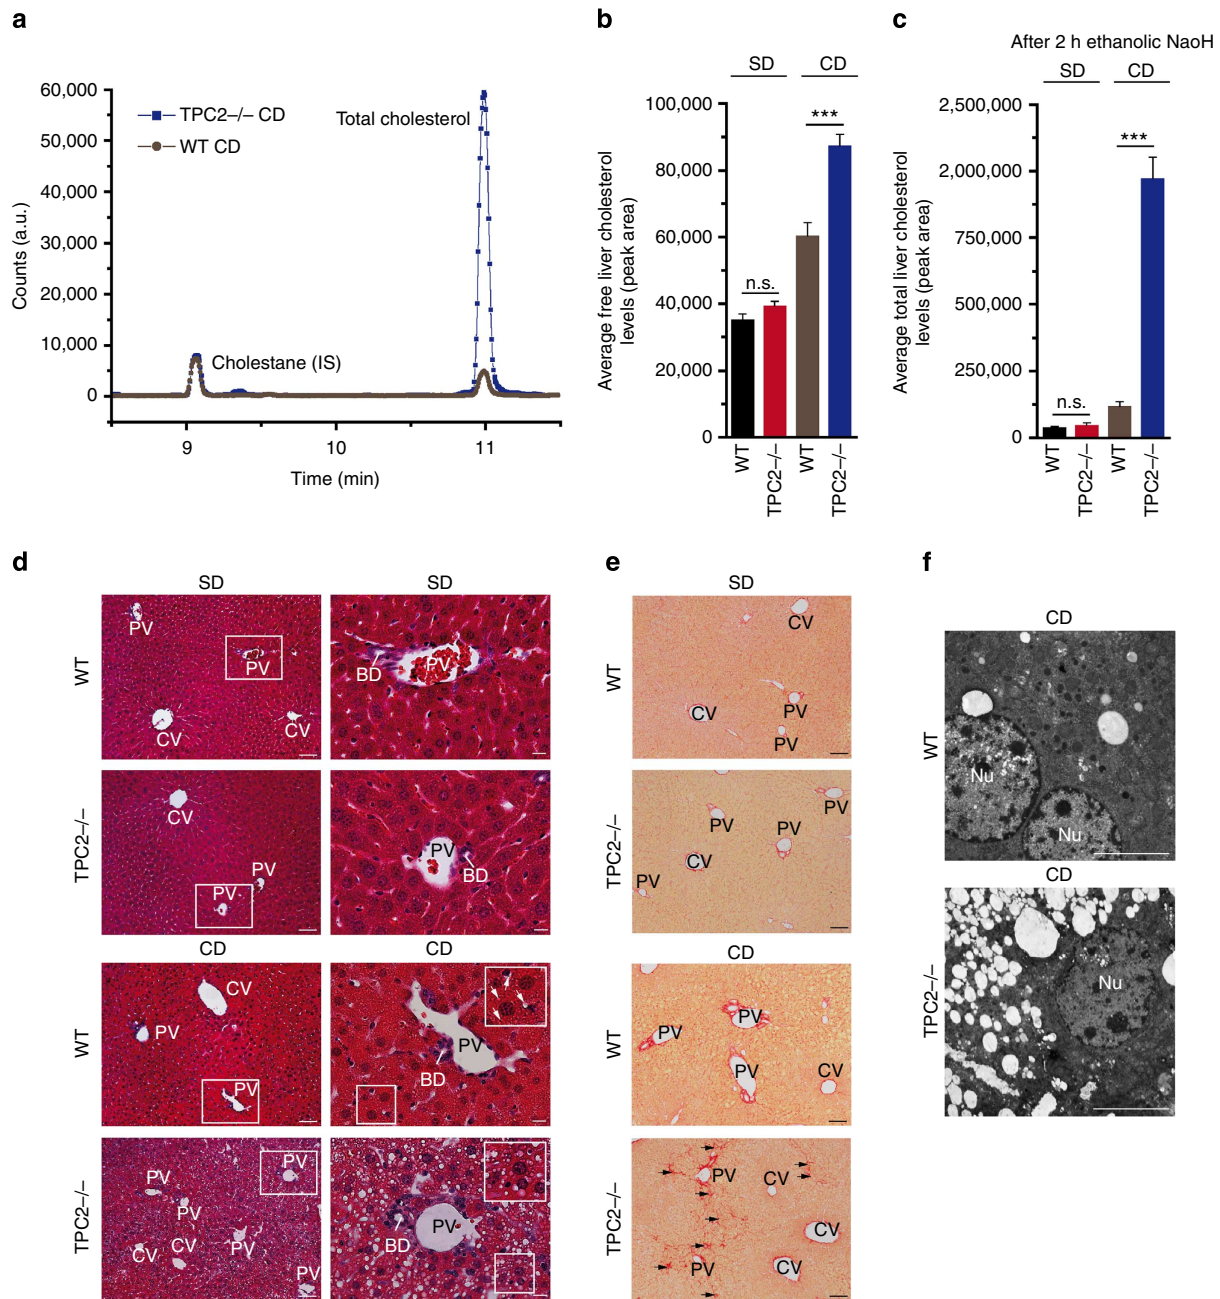 a
60,000
50,000
40,000
30,000
20,000
10,000
0
Counts (a.u.)
TPC2–/– CD
WT CD
Total cholesterol
Cholestane (IS)
9
10
11
Time (min)
b
SD
CD
100,000
80,000
60,000
40,000
20,000
0
Average free liver cholesterol
levels (peak area)
n.s.
***
WT
TPC2–/–
WT
TPC2–/–
c
After 2 h ethanolic NaoH
SD
CD
2,500,000
2,000,000
750,000
500,000
250,000
0
Average total liver cholesterol
levels (peak area)
n.s.
***
WT
TPC2–/–
WT
TPC2–/–
d
SD
SD
WT
PV
PV
CV
CV
BD
PV
TPC2–/–
CV
PV
PV
PV
BD
CD
CD
WT
CV
PV
PV
PV
BD
TPC2–/–
PV
PV
PV
CV
CV
PV
PV
PV
BD
e
SD
WT
CV
CV
PV
PV
TPC2–/–
PV
PV
PV
CV
PV
CD
WT
PV
PV
PV
CV
TPC2–/–
PV
CV
CV
PV
CV
f
CD
WT
Nu
Nu
CD
TPC2–/–
Nu